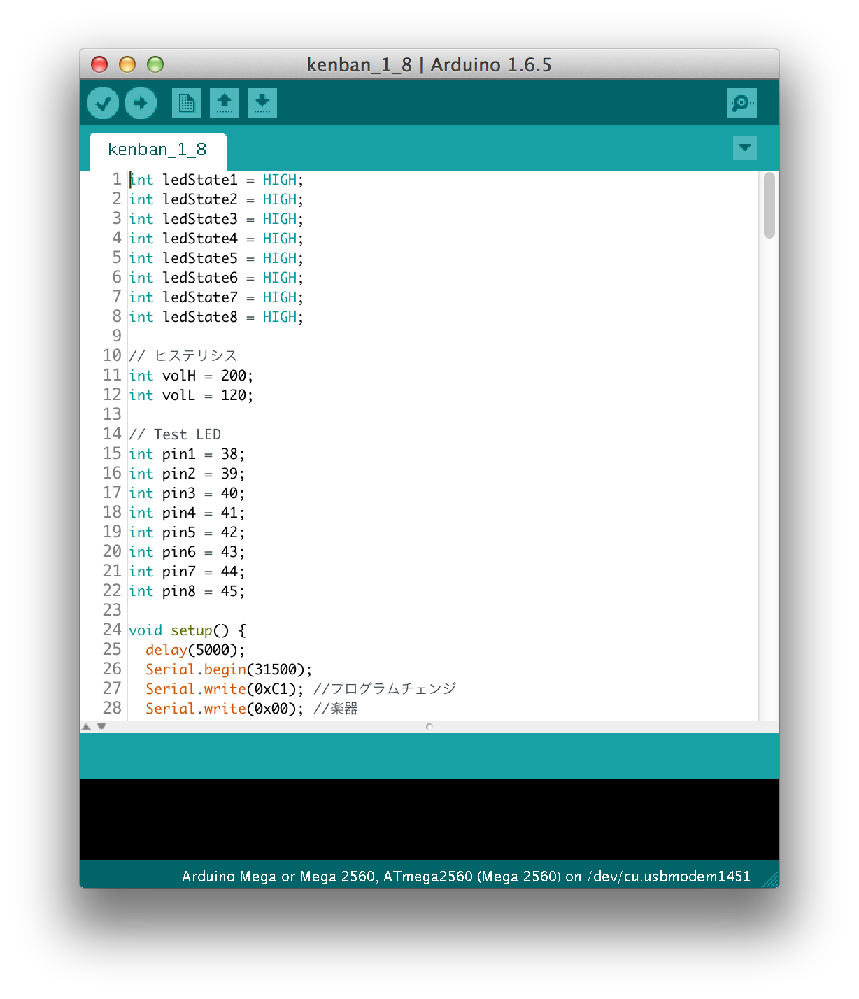 kenban_1_8 | Arduino 1.6.5
kenban_1_8
1 int ledState1 = HIGH;
2 int ledState2 = HIGH;
3 int ledState3 = HIGH;
4 int ledState4 = HIGH;
5 int ledState5 = HIGH;
6 int ledState6 = HIGH;
7 int ledState7 = HIGH;
8 int ledState8 = HIGH;
9
10 // ヒステリシス
11 int volH = 200;
12 int volL = 120;
13
14 // Test LED
15 int pin1 = 38;
16 int pin2 = 39;
17 int pin3 = 40;
18 int pin4 = 41;
19 int pin5 = 42;
20 int pin6 = 43;
21 int pin7 = 44;
22 int pin8 = 45;
23
24 void setup() {
25   delay(5000);
26   Serial.begin(31500);
27   Serial.write(0xC1); //プログラムチェンジ
28   Serial.write(0x00); //楽器
Arduino Mega or Mega 2560, ATmega2560 (Mega 2560) on /dev/cu.usbmodem1451